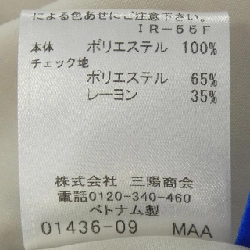 による色あせにご注意下さい。
IR-55F
本体 ポリエステル 100%
チェック地
ポリエステル 65%
レーヨン 35%
株式会社 三陽商会
電話0120-340-460
ベトナム製
01436-09 MAA